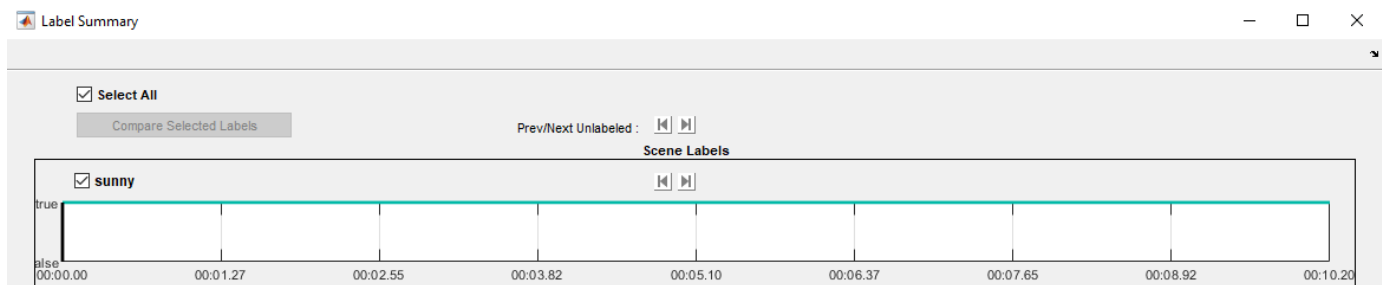 Label Summary
Select All
Compare Selected Labels
Prev/Next Unlabeled :
Scene Labels
sunny
true
alse
00:00.00 00:01.27 00:02.55 00:03.82 00:05.10 00:06.37 00:07.65 00:08.92 00:10.20